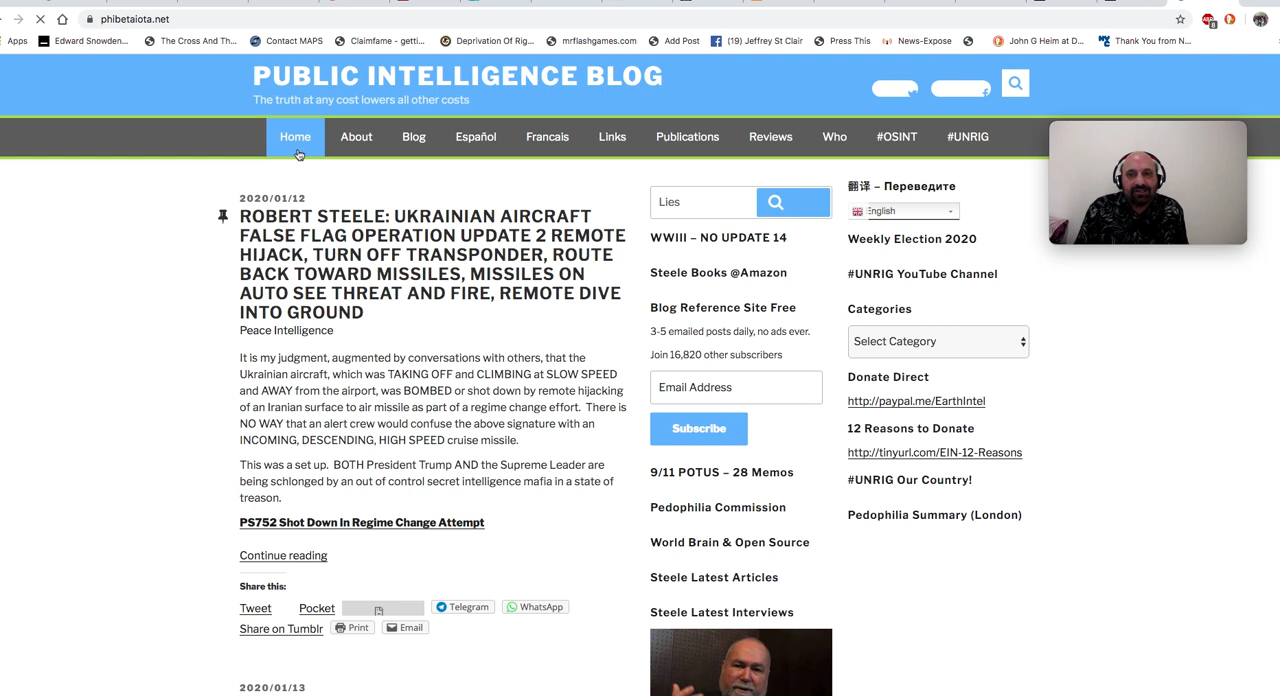 phibetaiota.net
Apps
Edward Snowden...
The Cross And Th...
Contact MAPS
Claimfame - getti...
Deprivation Of Rig...
mrflashgames.com
Add Post
(19) Jeffrey St Clair
Press This
News-Expose
John G Heim at D...
Thank You from N...
PUBLIC INTELLIGENCE BLOG
The truth at any cost lowers all other costs
Home
About
Blog
Español
Francais
Links
Publications
Reviews
Who
#OSINT
#UNRIG
2020/01/12
ROBERT STEELE: UKRAINIAN AIRCRAFT
FALSE FLAG OPERATION UPDATE 2 REMOTE
HIJACK, TURN OFF TRANSPONDER, ROUTE
BACK TOWARD MISSILES, MISSILES ON
AUTO SEE THREAT AND FIRE, REMOTE DIVE
INTO GROUND
Peace Intelligence
It is my judgment, augmented by conversations with others, that the
Ukrainian aircraft, which was TAKING OFF and CLIMBING at SLOW SPEED
and AWAY from the airport, was BOMBED or shot down by remote hijacking
of an Iranian surface to air missile as part of a regime change effort.  There is
NO WAY that an alert crew would confuse the above signature with an
INCOMING, DESCENDING, HIGH SPEED cruise missile.
This was a set up.  BOTH President Trump AND the Supreme Leader are
being schlonged by an out of control secret intelligence mafia in a state of
treason.
PS752 Shot Down In Regime Change Attempt
Continue reading
Share this:
Tweet
Pocket
Telegram
WhatsApp
Share on Tumblr
Print
Email
2020/01/13
Lies
WWIII – NO UPDATE 14
Steele Books @Amazon
Blog Reference Site Free
3-5 emailed posts daily, no ads ever.
Join 16,820 other subscribers
Email Address
Subscribe
9/11 POTUS – 28 Memos
Pedophilia Commission
World Brain & Open Source
Steele Latest Articles
Steele Latest Interviews
翻译 – Переведите
English
Weekly Election 2020
#UNRIG YouTube Channel
Categories
Select Category
Donate Direct
http://paypal.me/EarthIntel
12 Reasons to Donate
http://tinyurl.com/EIN-12-Reasons
#UNRIG Our Country!
Pedophilia Summary (London)